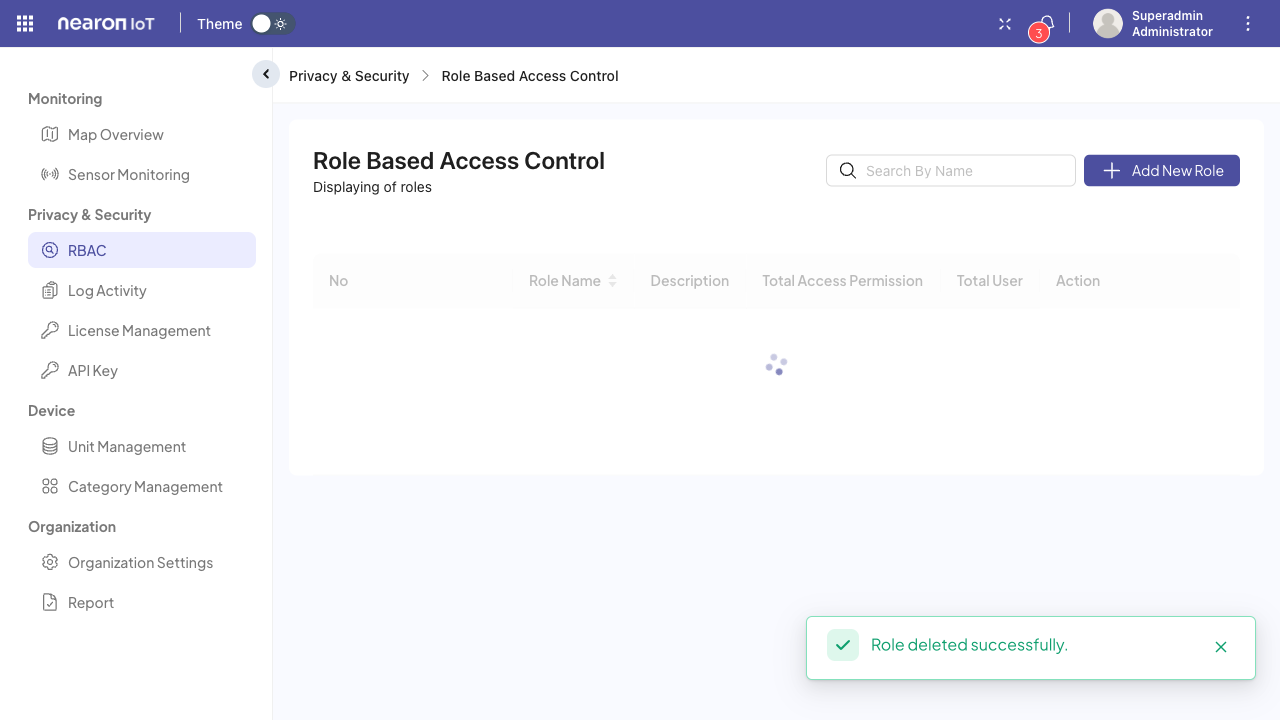 nearon IoT
Theme
3
Superadmin
Administrator
Privacy & Security
Role Based Access Control
Monitoring
Map Overview
Sensor Monitoring
Privacy & Security
RBAC
Log Activity
License Management
API Key
Device
Unit Management
Category Management
Organization
Organization Settings
Report
Role Based Access Control
Displaying of roles
Search By Name
Add New Role
No
Role Name
Description
Total Access Permission
Total User
Action
Role deleted successfully.